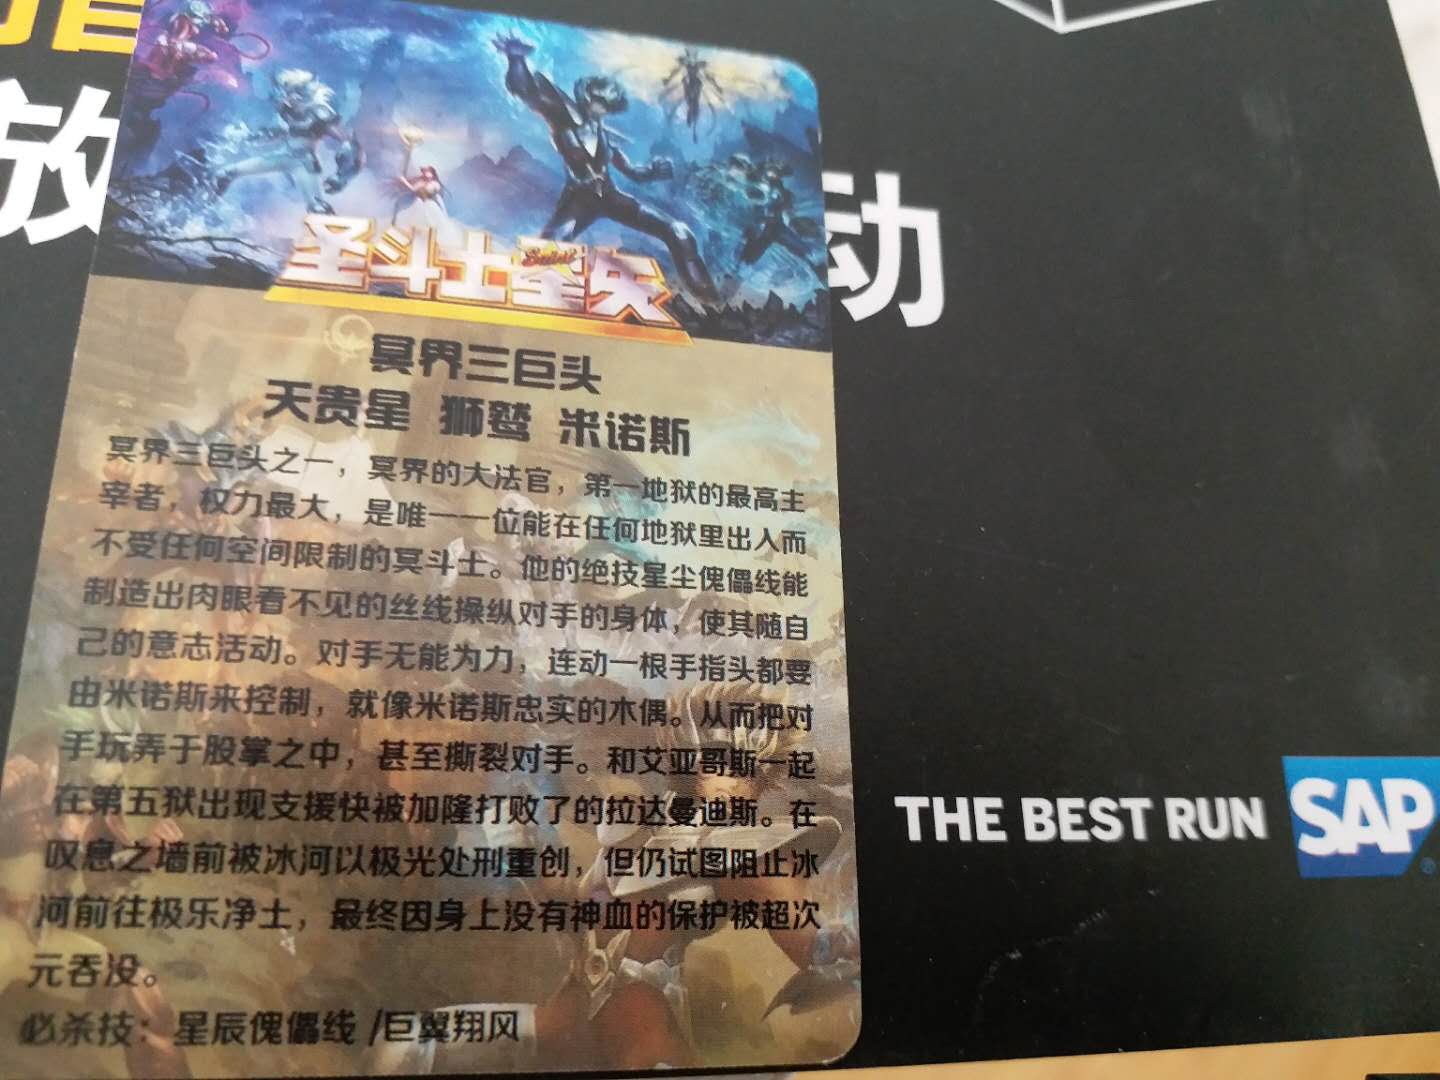 放
动
圣斗士星矢
冥界三巨头
天贵星 狮鹫 米诺斯
冥界三巨头之一，冥界的大法官，第一地狱的最高主
宰者，权力最大，是唯一一位能在任何地狱里出入而
不受任何空间限制的冥斗士。他的绝技星尘傀儡线能
制造出肉眼看不见的丝线操纵对手的身体，使其随自
己的意志活动。对手无能为力，连动一根手指头都要
由米诺斯来控制，就像米诺斯忠实的木偶。从而把对
手玩弄于股掌之中，甚至撕裂对手。和艾亚哥斯一起
在第五狱出现支援快被加隆打败了的拉达曼迪斯。在
叹息之墙前被冰河以极光处刑重创，但仍试图阻止冰
河前往极乐净土，最终因身上没有神血的保护被超次
元吞没。
必杀技：星辰傀儡线 /巨翼翔风
THE BEST RUN SAP